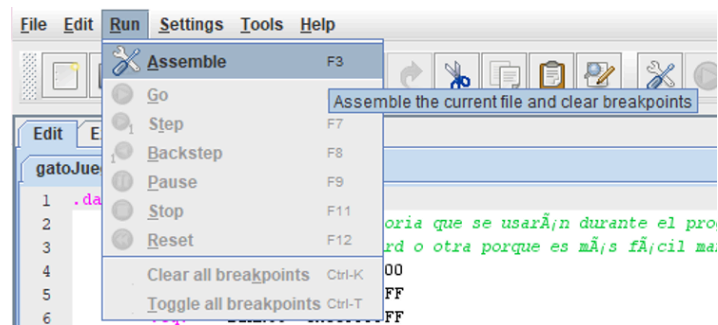 File Edit Run Settings Tools Help
Assemble F3
Go
Assemble the current file and clear breakpoints
Step F7
Backstep F8
Pause F9
Stop F11
Reset F12
Clear all breakpoints Ctrl-K
Toggle all breakpoints Ctrl-T
Edit E
gatoJue
1 .da
2 oria que se usarÃ¡n durante el pro
3 rd o otra porque es mÃ¡s fÃ¡cil ma
4 00
5 FF
6 FF